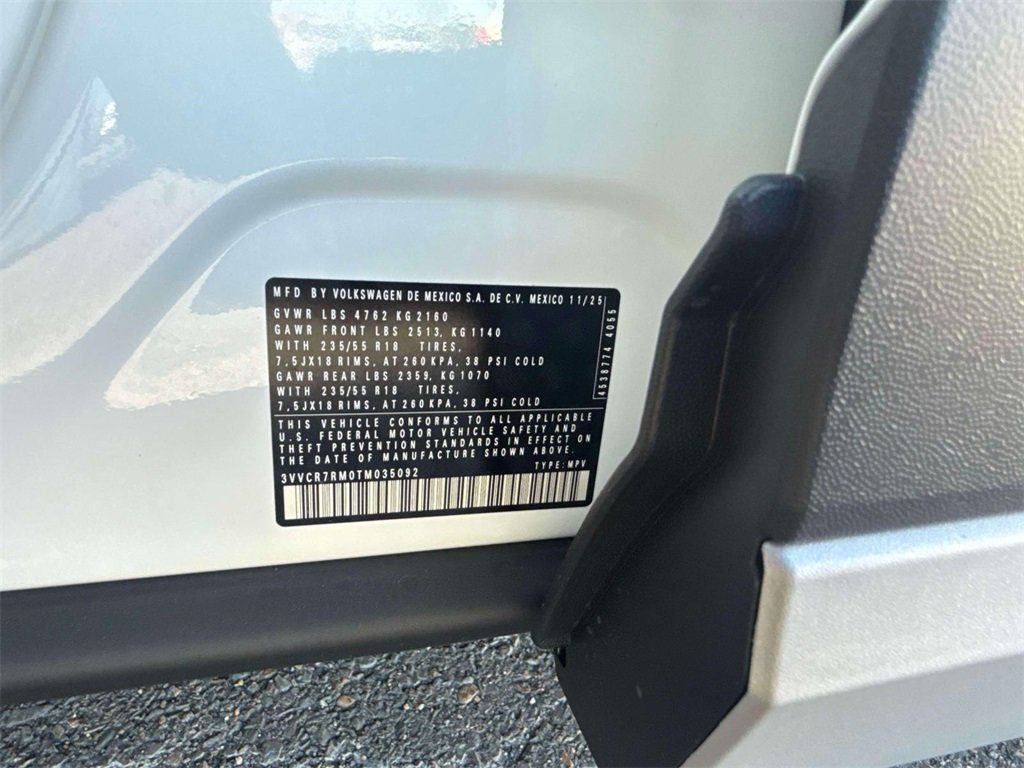 MFD BY VOLKSWAGEN DE MEXICO S.A. DE C.V. MEXICO 11/25
GVWR LBS 4762 KG 2160
GAWR FRONT LBS 2513, KG 1140
WITH 235/55 R18 TIRES,
7,5JX18 RIMS, AT 260 KPA, 38 PSI COLD
GAWR REAR LBS 2359, KG 1070
WITH 235/55 R18 TIRES,
7,5JX18 RIMS, AT 260 KPA, 38 PSI COLD
4538774 4055
THIS VEHICLE CONFORMS TO ALL APPLICABLE
U.S. FEDERAL MOTOR VEHICLE SAFETY AND
THEFT PREVENTION STANDARDS IN EFFECT ON
THE DATE OF MANUFACTURE SHOWN ABOVE.
3VVCR7RM0TM035092 TYPE: MPV